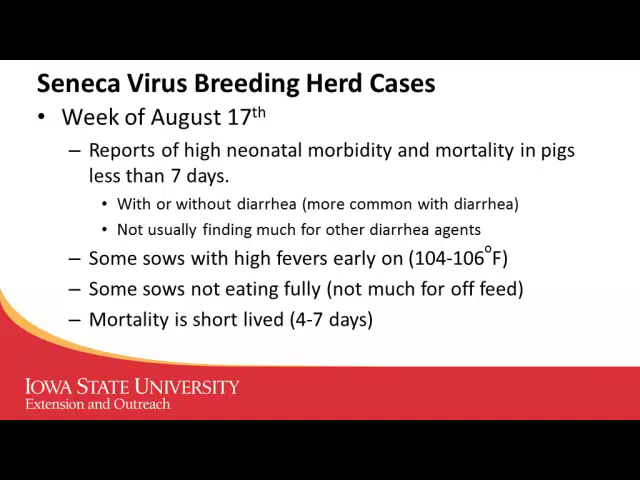 Seneca Virus Breeding Herd Cases
• Week of August 17th
– Reports of high neonatal morbidity and mortality in pigs
less than 7 days.
• With or without diarrhea (more common with diarrhea)
• Not usually finding much for other diarrhea agents
– Some sows with high fevers early on (104-106°F)
– Some sows not eating fully (not much for off feed)
– Mortality is short lived (4-7 days)
IOWA STATE UNIVERSITY
Extension and Outreach